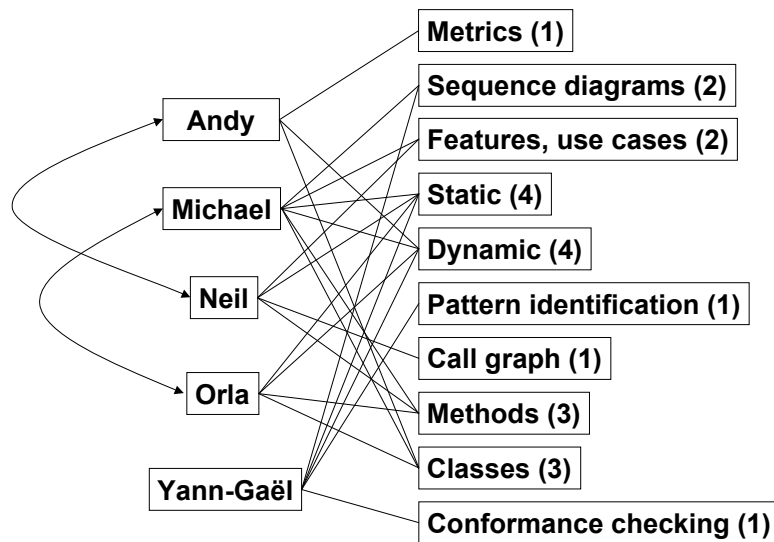 Andy
Michael
Neil
Orla
Yann-Gaël
Metrics (1)
Sequence diagrams (2)
Features, use cases (2)
Static (4)
Dynamic (4)
Pattern identification (1)
Call graph (1)
Methods (3)
Classes (3)
Conformance checking (1)